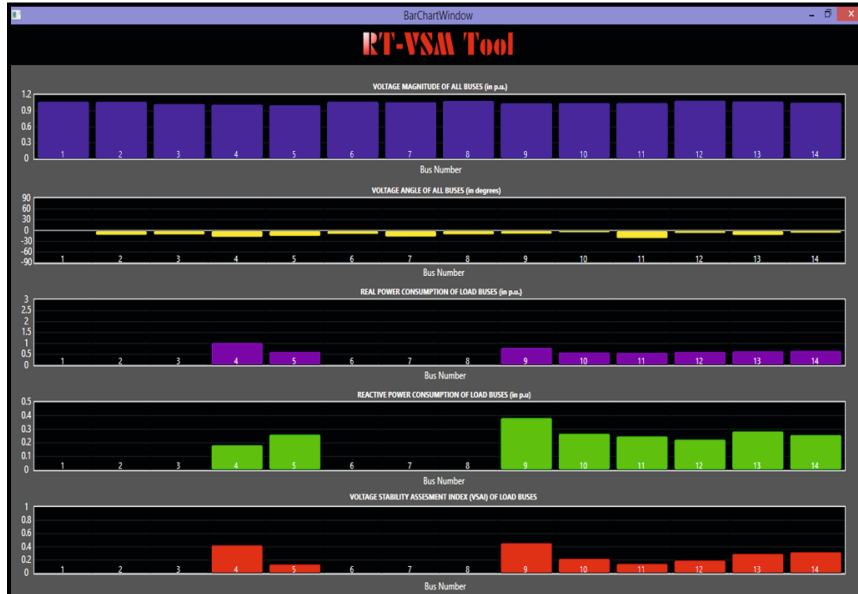 BarChartWindow
RT-VSM Tool
VOLTAGE MAGNITUDE OF ALL BUSES (in p.u.)
1.2
0.9
0.6
0.3
0
1 2 3 4 5 6 7 8 9 10 11 12 13 14
Bus Number
VOLTAGE ANGLE OF ALL BUSES (in degrees)
90
60
30
0
-30
-60
-90
1 2 3 4 5 6 7 8 9 10 11 12 13 14
Bus Number
REAL POWER CONSUMPTION OF LOAD BUSES (in p.u.)
3
2.5
2
1.5
1
0.5
0
1 2 3 4 5 6 7 8 9 10 11 12 13 14
Bus Number
REACTIVE POWER CONSUMPTION OF LOAD BUSES (in p.u)
0.5
0.4
0.3
0.2
0.1
0
1 2 3 4 5 6 7 8 9 10 11 12 13 14
Bus Number
VOLTAGE STABILITY ASSESMENT INDEX (VSAI) OF LOAD BUSES
1
0.8
0.6
0.4
0.2
0
1 2 3 4 5 6 7 8 9 10 11 12 13 14
Bus Number